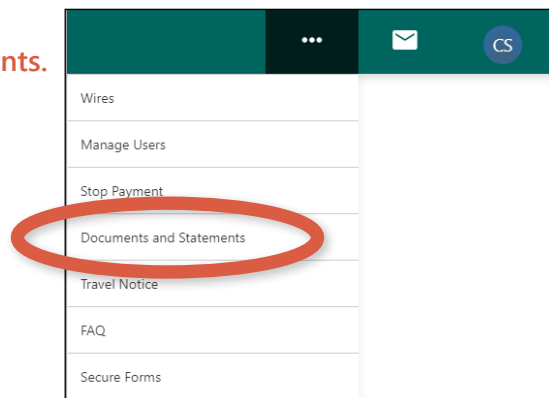 nts.
CS
Wires
Manage Users
Stop Payment
Documents and Statements
Travel Notice
FAQ
Secure Forms